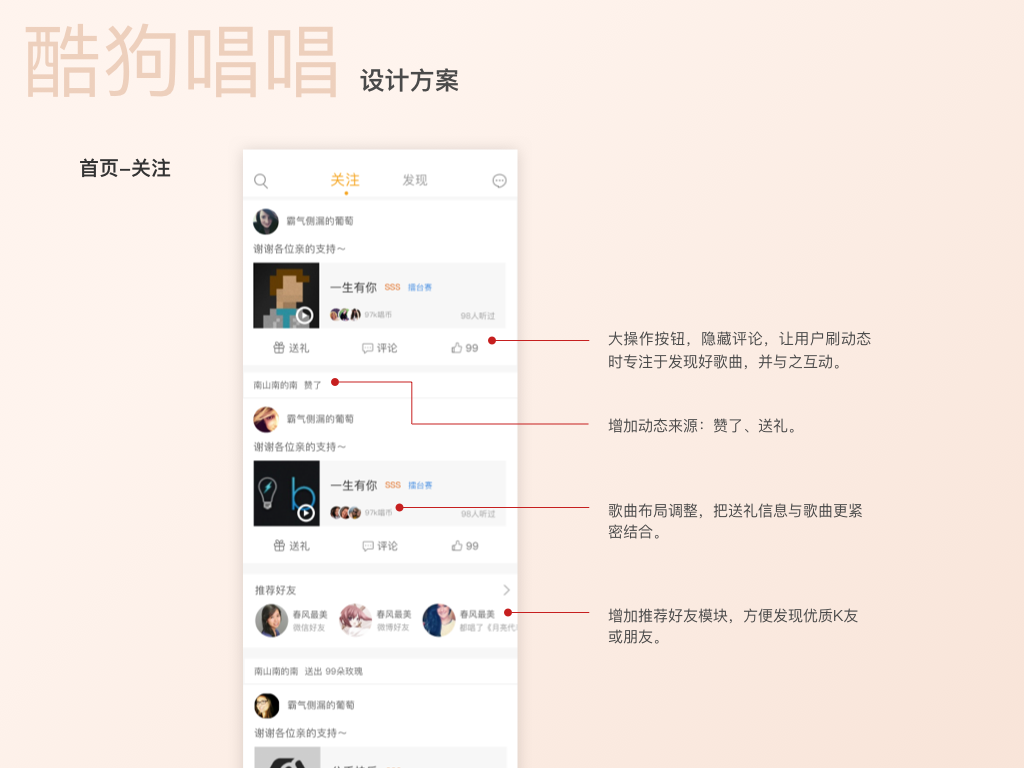 酷狗唱唱
设计方案
首页–关注
关注
发现
霸气侧漏的葡萄
谢谢各位亲的支持～
一生有你 SSS 擂台赛
97k唱币
98人听过
送礼
评论
99
南山南的南 赞了
霸气侧漏的葡萄
谢谢各位亲的支持～
一生有你 SSS 擂台赛
97k唱币
98人听过
送礼
评论
99
推荐好友
春风最美
微信好友
春风最美
微博好友
春风最美
都唱了《月亮代
南山南的南 送出 99朵玫瑰
霸气侧漏的葡萄
谢谢各位亲的支持～
大操作按钮，隐藏评论，让用户刷动态
时专注于发现好歌曲，并与之互动。
增加动态来源：赞了、送礼。
歌曲布局调整，把送礼信息与歌曲更紧
密结合。
增加推荐好友模块，方便发现优质K友
或朋友。